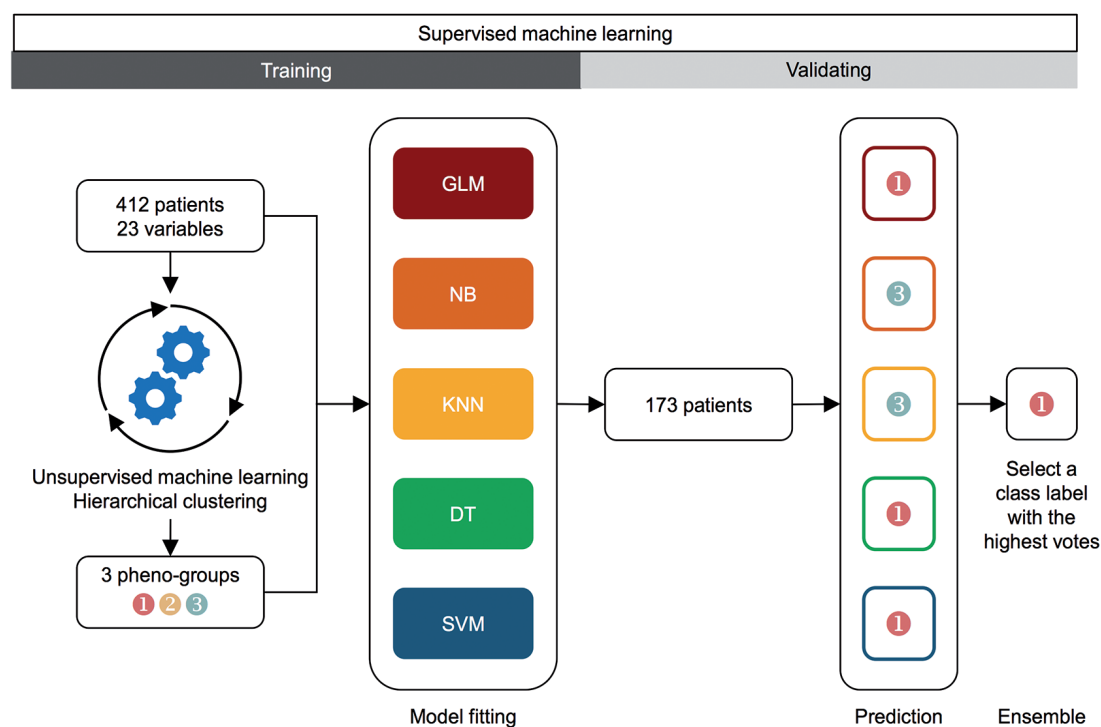 Supervised machine learning
Training
Validating
412 patients
23 variables
Unsupervised machine learning
Hierarchical clustering
3 pheno-groups
1 2 3
GLM
NB
KNN
DT
SVM
Model fitting
173 patients
1
3
3
1
1
Prediction
1
Select a
class label
with the
highest votes
Ensemble